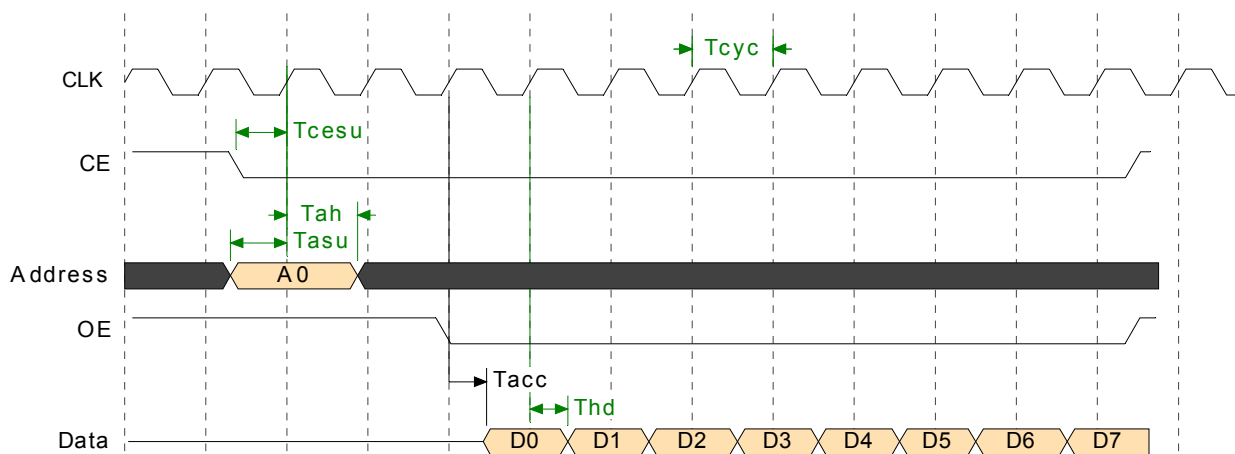 Tcyc
CLK
Tcesu
CE
Tah
Tasu
Address A0
OE
Tacc
Thd
Data D0 D1 D2 D3 D4 D5 D6 D7